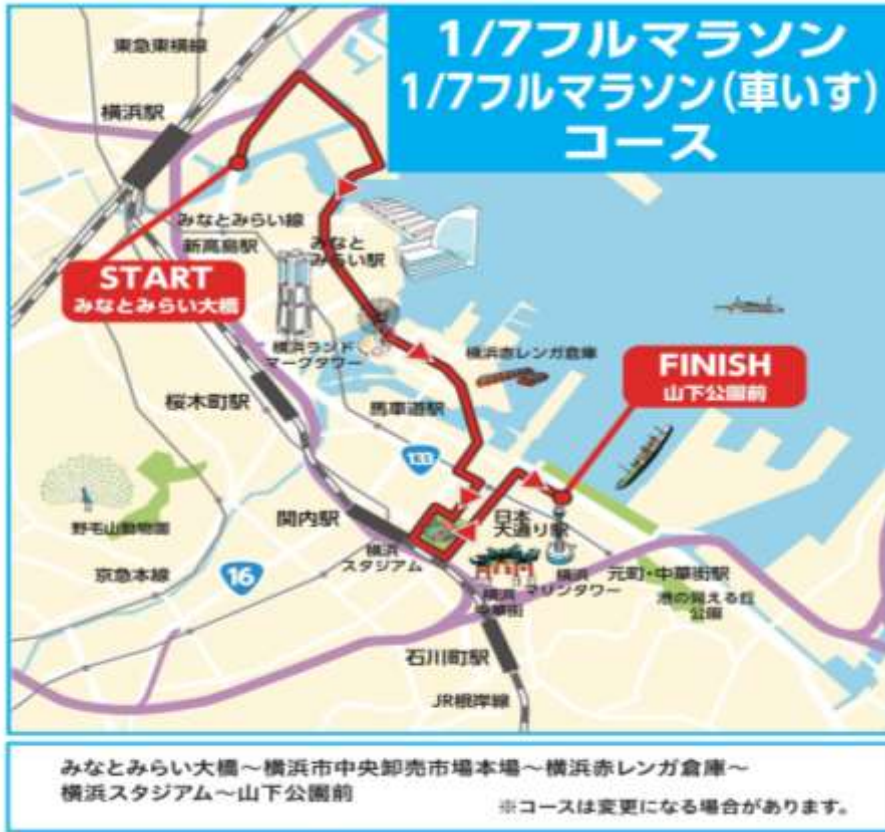 1/7フルマラソン
1/7フルマラソン(車いす)
コース
東急東横線
横浜駅
みなとみらい線
新高島駅
みなと
みらい駅
START
みなとみらい大橋
横浜ランド
マークタワー
横浜赤レンガ倉庫
FINISH
山下公園前
桜木町駅
馬車道駅
133
野毛山動物園
関内駅
日本
大通り駅
横浜
スタジアム
京急本線
16
横浜
中華街
横浜
マリンタワー
元町・中華街駅
港の見える丘
公園
石川町駅
JR根岸線
みなとみらい大橋~横浜市中央卸売市場本場~横浜赤レンガ倉庫~
横浜スタジアム~山下公園前
※コースは変更になる場合があります。